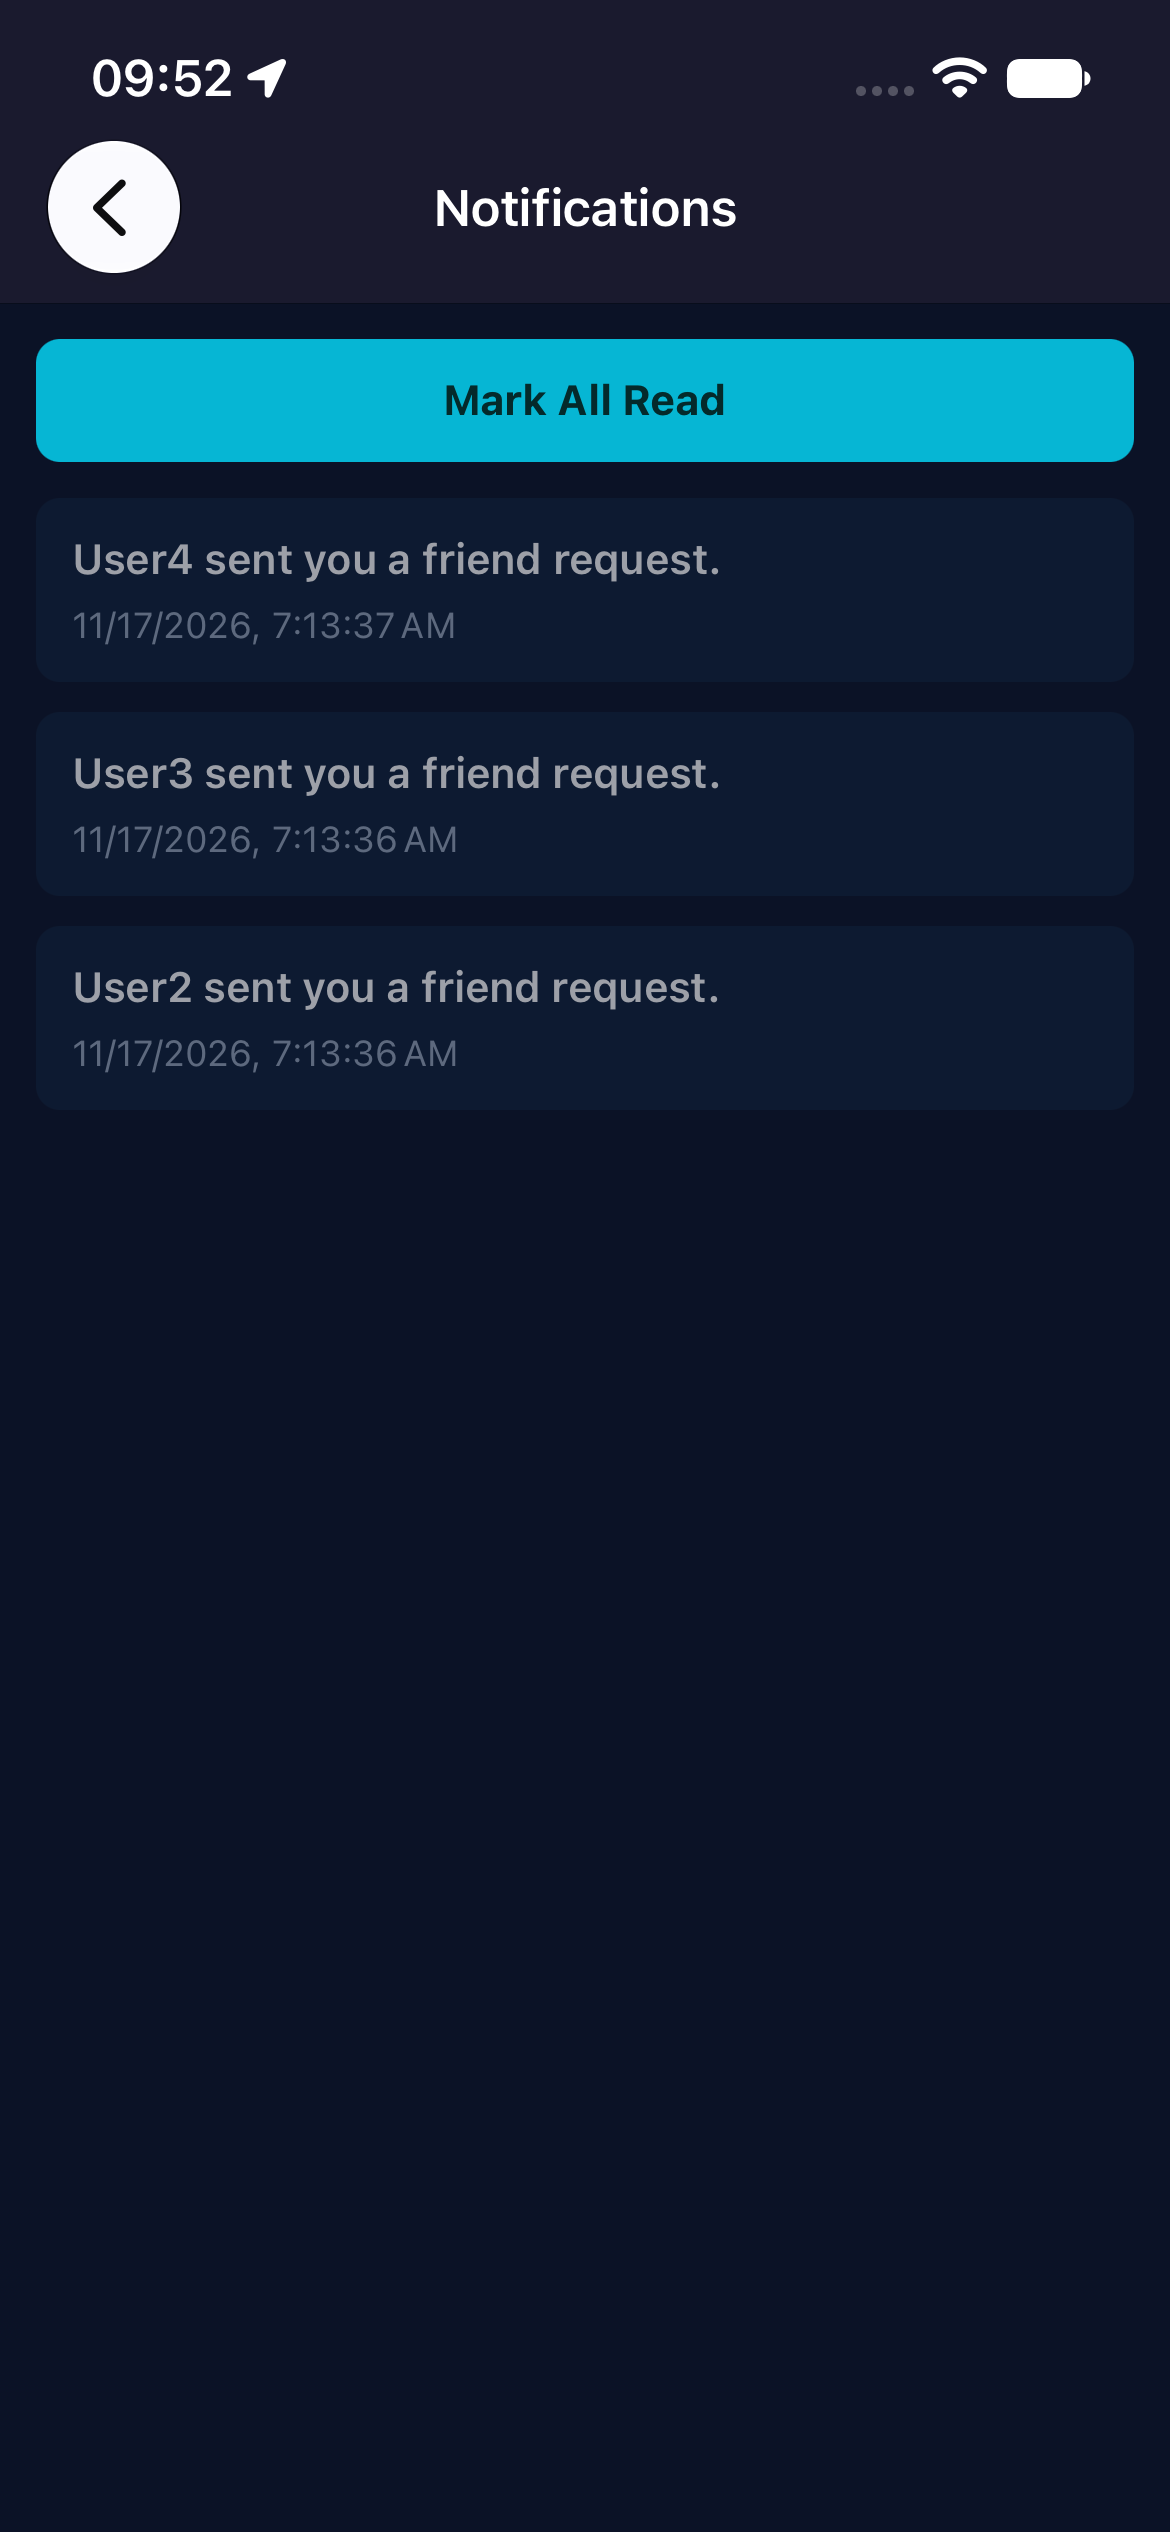 09:52
Notifications
Mark All Read
User4 sent you a friend request.
11/17/2026, 7:13:37 AM
User3 sent you a friend request.
11/17/2026, 7:13:36 AM
User2 sent you a friend request.
11/17/2026, 7:13:36 AM